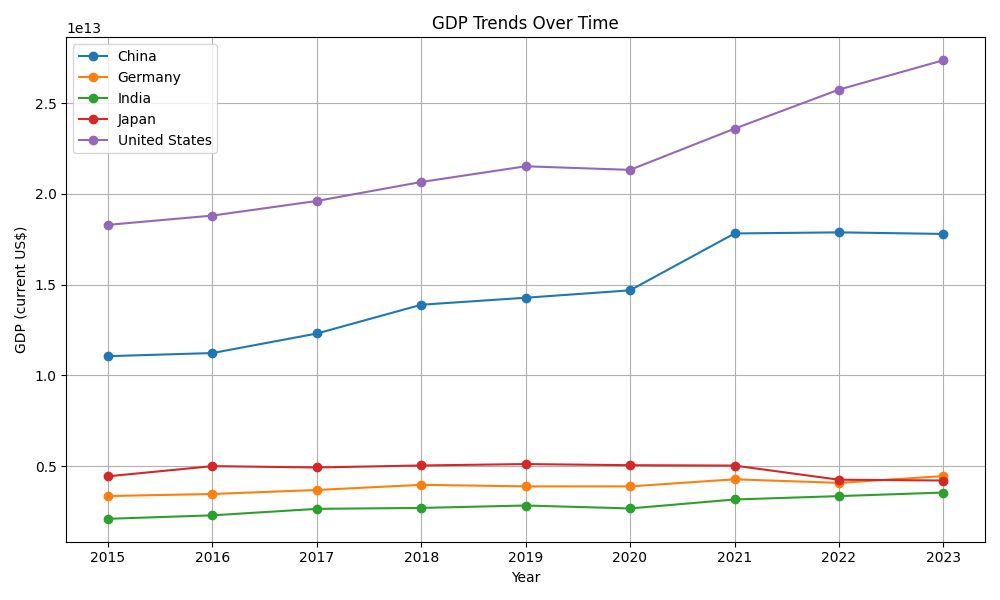 GDP Trends Over Time
1e13
China
Germany
India
Japan
United States
2.5
2.0
1.5
1.0
0.5
GDP (current US$)
2015 2016 2017 2018 2019 2020 2021 2022 2023
Year